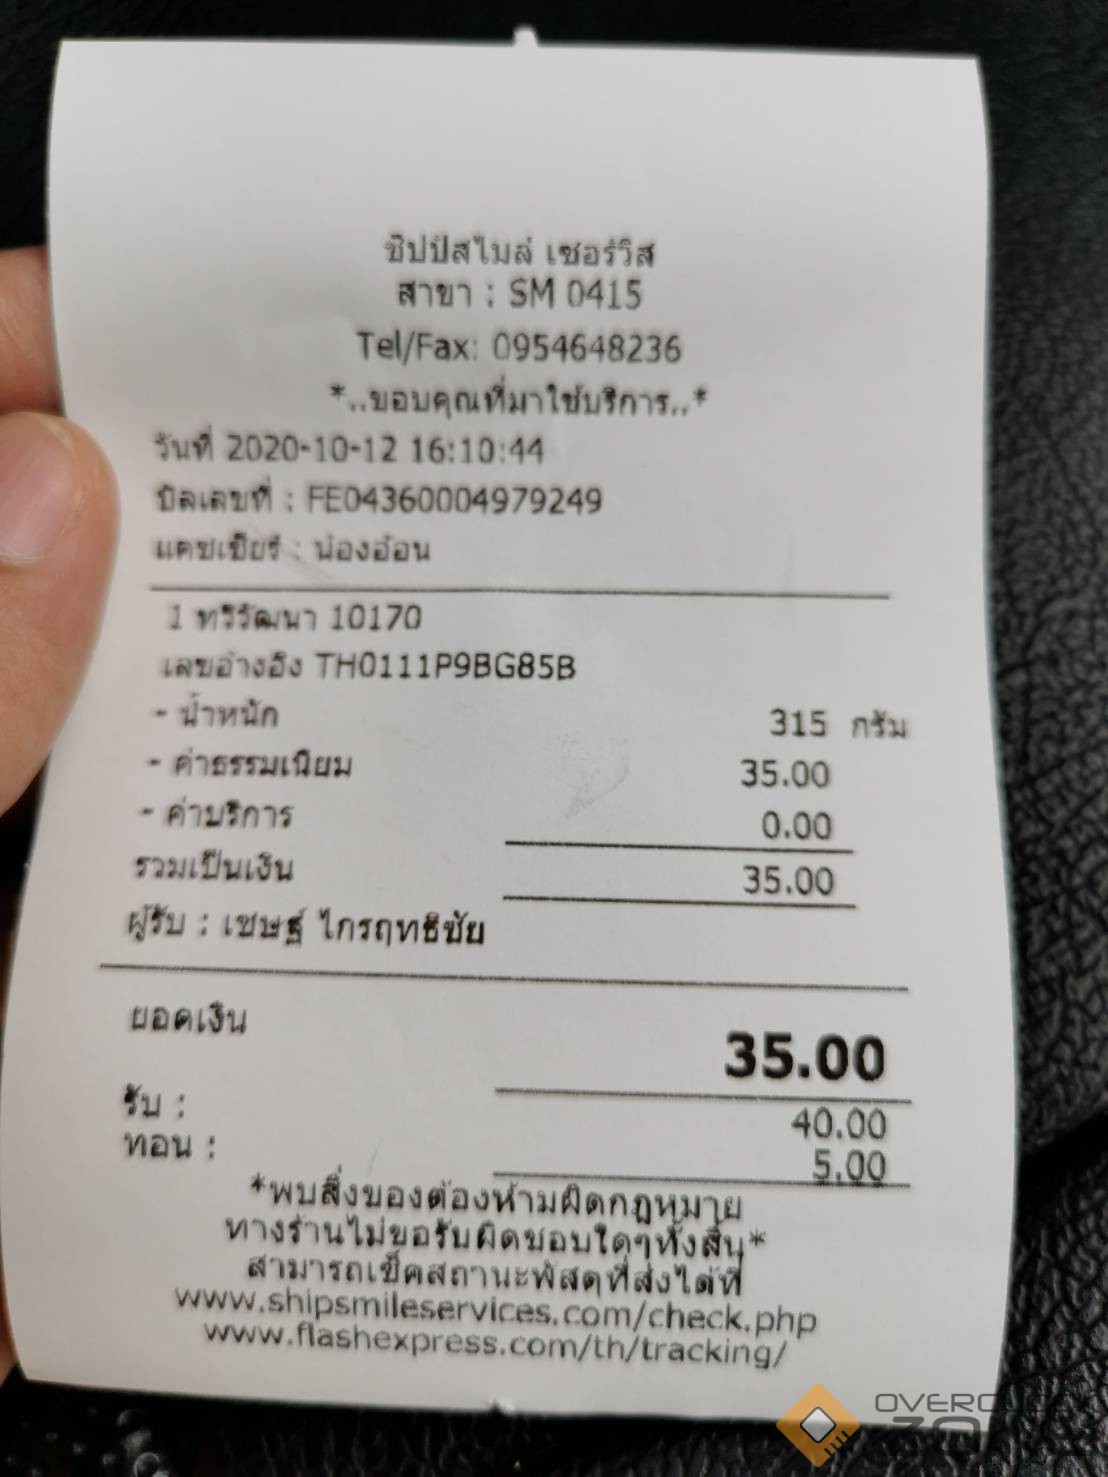 ชิปป์สไมล์ เซอร์วิส
สาขา : SM 0415
Tel/Fax: 0954648236
*..ขอบคุณที่มาใช้บริการ..*
วันที่ 2020-10-12 16:10:44
บิลเลขที่ : FE04360004979249
แคชเชียร์ : น้องอ้อน
1 ทวีวัฒนา 10170
เลขอ้างอิง TH0111P9BG85B
- น้ำหนัก 315 กรัม
- ค่าธรรมเนียม 35.00
- ค่าบริการ 0.00
รวมเป็นเงิน 35.00
ผู้รับ : เชษฐ์ ไกรฤทธิชัย
ยอดเงิน 35.00
รับ : 40.00
ทอน : 5.00
*พบสิ่งของต้องห้ามผิดกฎหมาย
ทางร้านไม่ขอรับผิดชอบใดๆทั้งสิ้น*
สามารถเช็คสถานะพัสดุที่ส่งได้ที่
www.shipsmileservices.com/check.php
www.flashexpress.com/th/tracking/